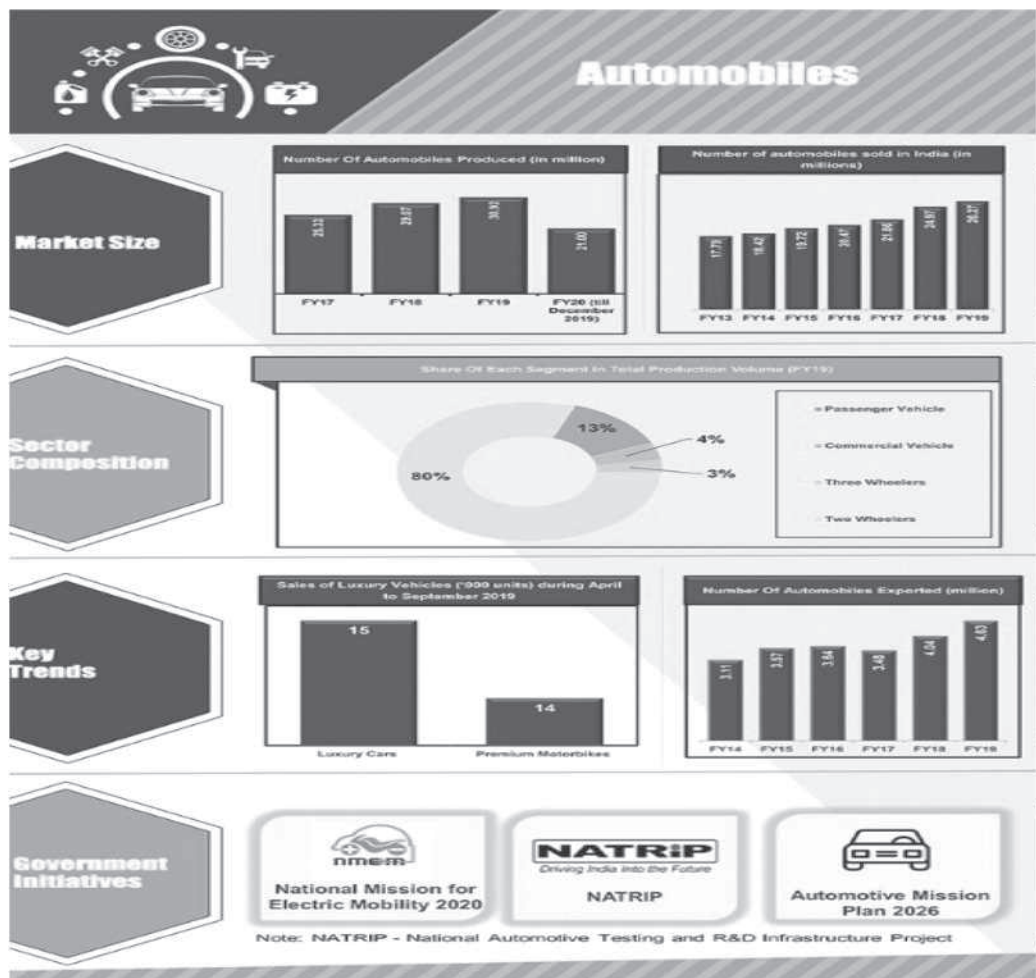 Automobiles
Market Size
Number Of Automobiles Produced (in million)
25.33
29.07
30.92
21.00
FY17
FY18
FY19
FY20 (till
December
2019)
Number of automobiles sold in India (in
millions)
17.79
18.42
19.72
20.47
21.86
24.97
26.27
FY13
FY14
FY15
FY16
FY17
FY18
FY19
Sector
Composition
Share Of Each Segment In Total Production Volume (FY19)
13%
4%
3%
80%
Passenger Vehicle
Commercial Vehicle
Three Wheelers
Two Wheelers
Key
Trends
Sales of Luxury Vehicles ('000 units) during April
to September 2019
15
14
Luxury Cars
Premium Motorbikes
Number Of Automobiles Exported (million)
3.11
3.57
3.64
3.48
4.04
4.63
FY14
FY15
FY16
FY17
FY18
FY19
Government
Initiatives
nmem
National Mission for
Electric Mobility 2020
NATRiP
Driving India Into the Future
NATRIP
Automotive Mission
Plan 2026
Note: NATRIP - National Automotive Testing and R&D Infrastructure Project